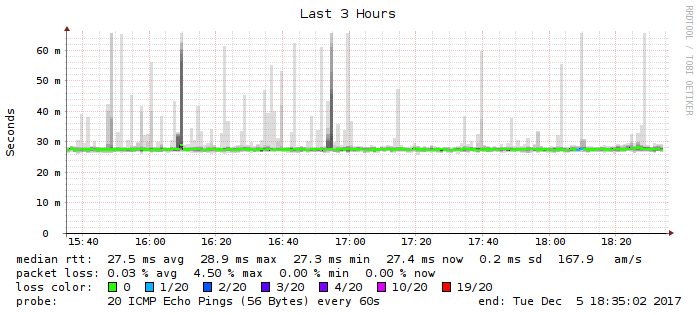 Last 3 Hours
RRDTOOL / TOBI OETIKER
Seconds
60 m
50 m
40 m
30 m
20 m
10 m
0
15:40 16:00 16:20 16:40 17:00 17:20 17:40 18:00 18:20
median rtt: 27.5 ms avg 28.9 ms max 27.3 ms min 27.4 ms now 0.2 ms sd 167.9 am/s
packet loss: 0.03 % avg 4.50 % max 0.00 % min 0.00 % now
loss color: 0 1/20 2/20 3/20 4/20 10/20 19/20
probe: 20 ICMP Echo Pings (56 Bytes) every 60s end: Tue Dec 5 18:35:02 2017